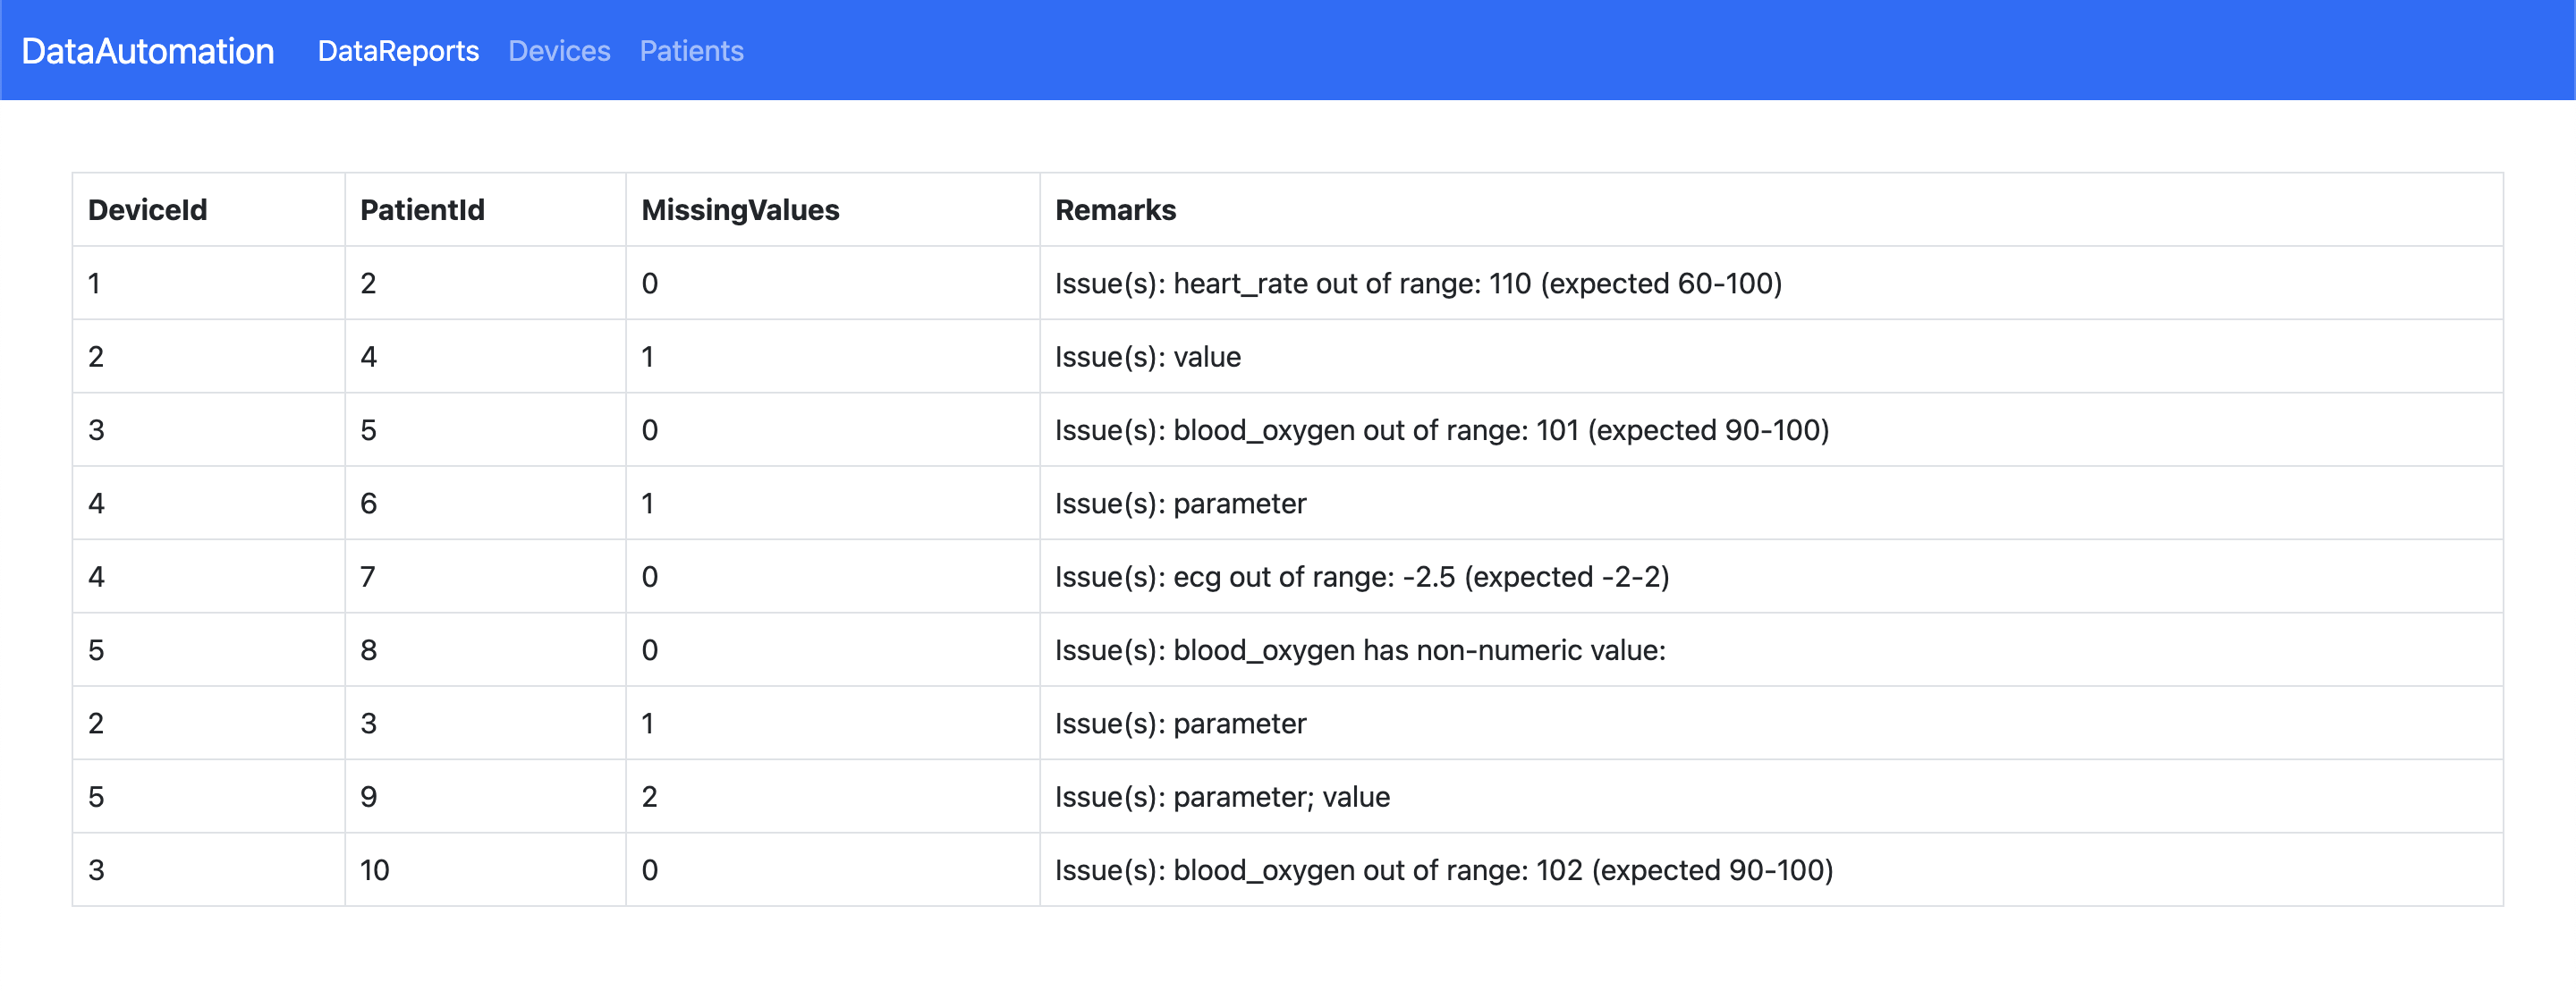 DataAutomation DataReports Devices Patients
DeviceId PatientId MissingValues Remarks
1 2 0 Issue(s): heart_rate out of range: 110 (expected 60-100)
2 4 1 Issue(s): value
3 5 0 Issue(s): blood_oxygen out of range: 101 (expected 90-100)
4 6 1 Issue(s): parameter
4 7 0 Issue(s): ecg out of range: -2.5 (expected -2-2)
5 8 0 Issue(s): blood_oxygen has non-numeric value:
2 3 1 Issue(s): parameter
5 9 2 Issue(s): parameter; value
3 10 0 Issue(s): blood_oxygen out of range: 102 (expected 90-100)